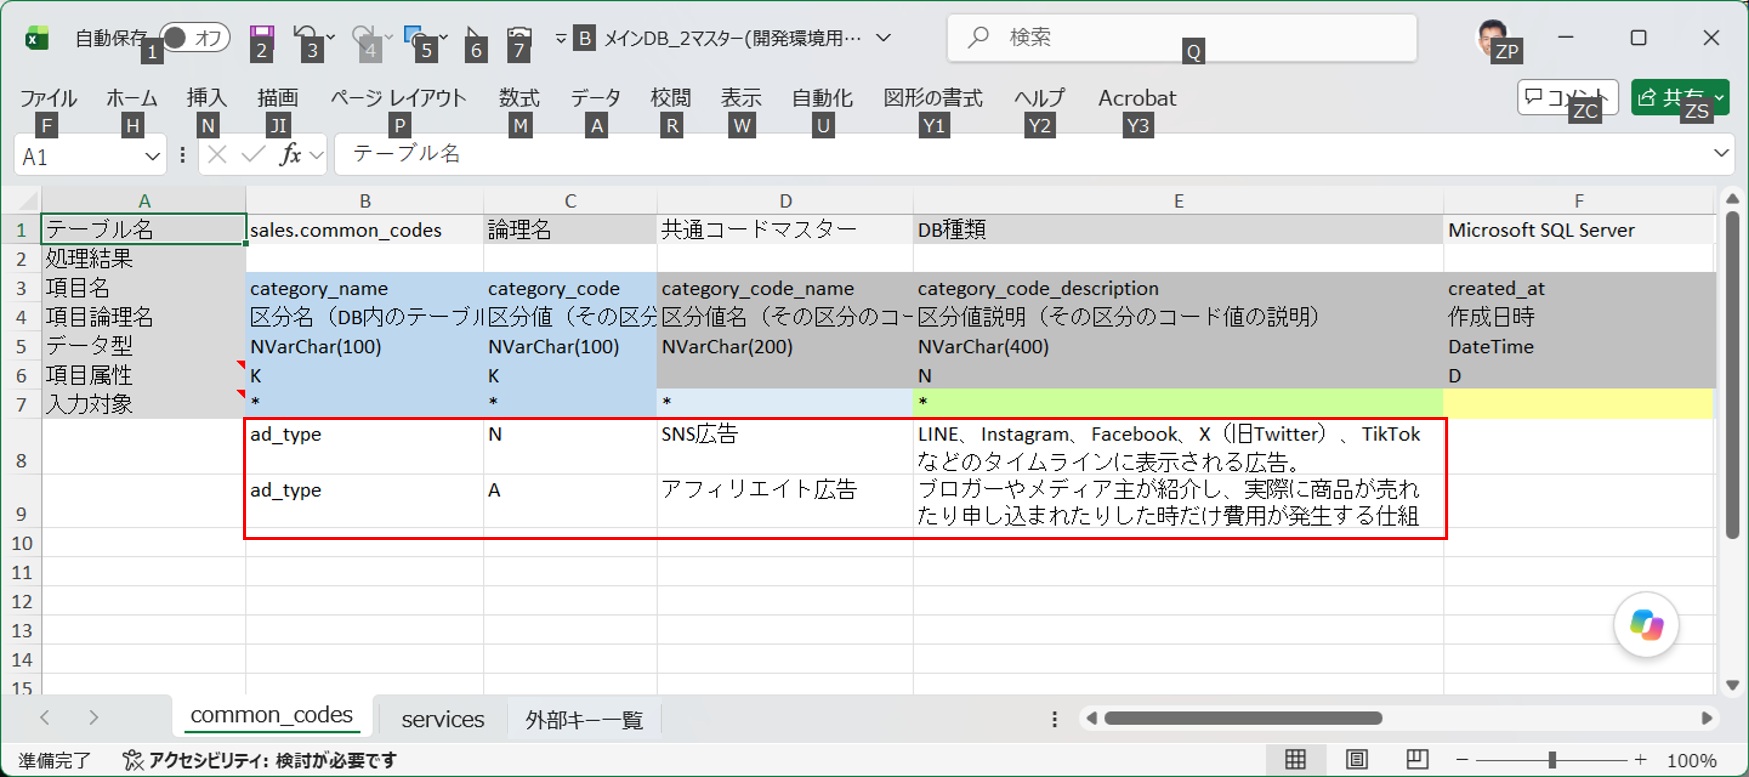 自動保存 オフ メインDB_2マスター(開発環境用… 検索
1 2 3 4 5 6 7 B Q ZP
ファイル ホーム 挿入 描画 ページ レイアウト 数式 データ 校閲 表示 自動化 図形の書式 ヘルプ Acrobat コメント 共有
F H N JI P M A R W U Y1 Y2 Y3 ZC ZS
A1 fx テーブル名
A B C D E F
1 テーブル名 sales.common_codes 論理名 共通コードマスター DB種類 Microsoft SQL Server
2 処理結果
3 項目名 category_name category_code category_code_name category_code_description created_at
4 項目論理名 区分名（DB内のテーブル 区分値（その区分 区分値名（その区分のコー 区分値説明（その区分のコード値の説明） 作成日時
5 データ型 NVarChar(100) NVarChar(100) NVarChar(200) NVarChar(400) DateTime
6 項目属性 K K N D
7 入力対象 * * * *
8 ad_type N SNS広告 LINE、Instagram、Facebook、X（旧Twitter）、TikTok
などのタイムラインに表示される広告。
9 ad_type A アフィリエイト広告 ブロガーやメディア主が紹介し、実際に商品が売れ
たり申し込まれたりした時だけ費用が発生する仕組
10
11
12
13
14
15
common_codes services 外部キー一覧
準備完了 アクセシビリティ: 検討が必要です 100%